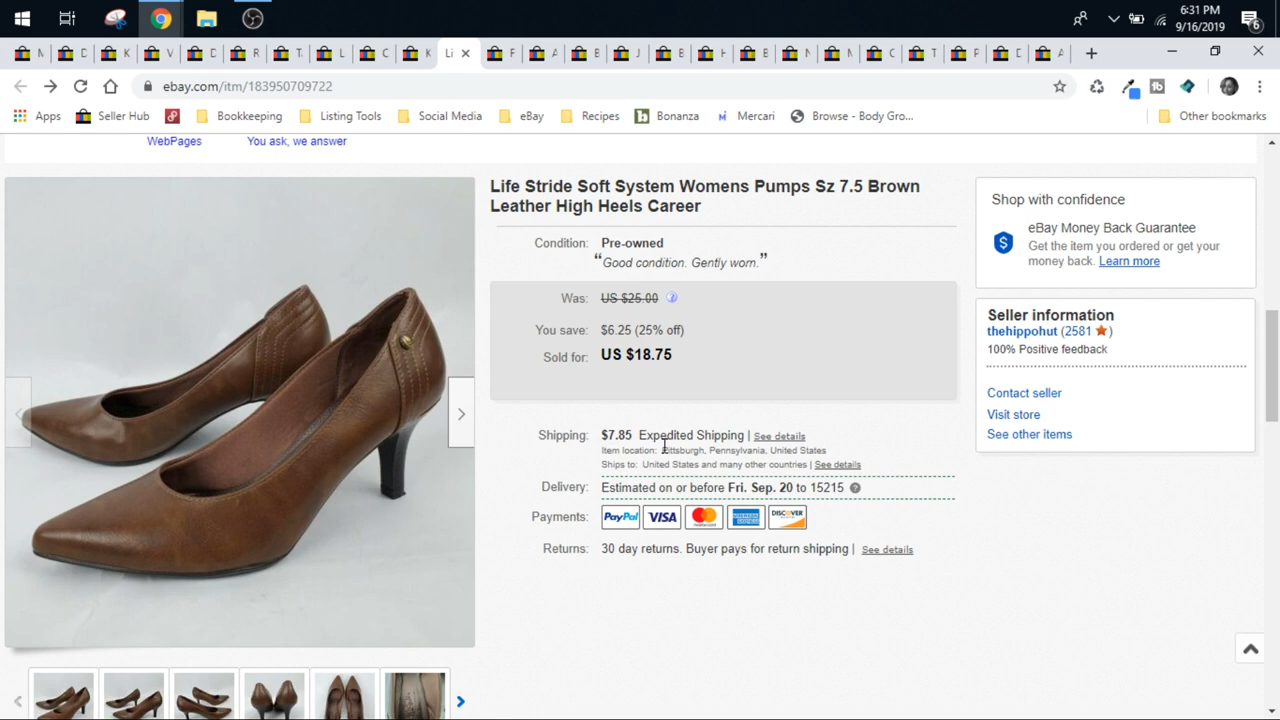 6:31 PM
9/16/2019
6
Li
ebay.com/itm/183950709722
Apps
Seller Hub
Bookkeeping
Listing Tools
Social Media
eBay
Recipes
Bonanza
Mercari
Browse - Body Gro...
Other bookmarks
WebPages
You ask, we answer
Life Stride Soft System Womens Pumps Sz 7.5 Brown
Leather High Heels Career
Condition: Pre-owned
"Good condition. Gently worn."
Was: US $25.00
You save: $6.25 (25% off)
Sold for: US $18.75
Shipping: $7.85 Expedited Shipping | See details
Item location: Pittsburgh, Pennsylvania, United States
Ships to: United States and many other countries | See details
Delivery: Estimated on or before Fri. Sep. 20 to 15215
Payments: PayPal VISA MasterCard AMERICAN EXPRESS DISCOVER
Returns: 30 day returns. Buyer pays for return shipping | See details
Shop with confidence
eBay Money Back Guarantee
Get the item you ordered or get your
money back. Learn more
Seller information
thehippohut (2581 )
100% Positive feedback
Contact seller
Visit store
See other items